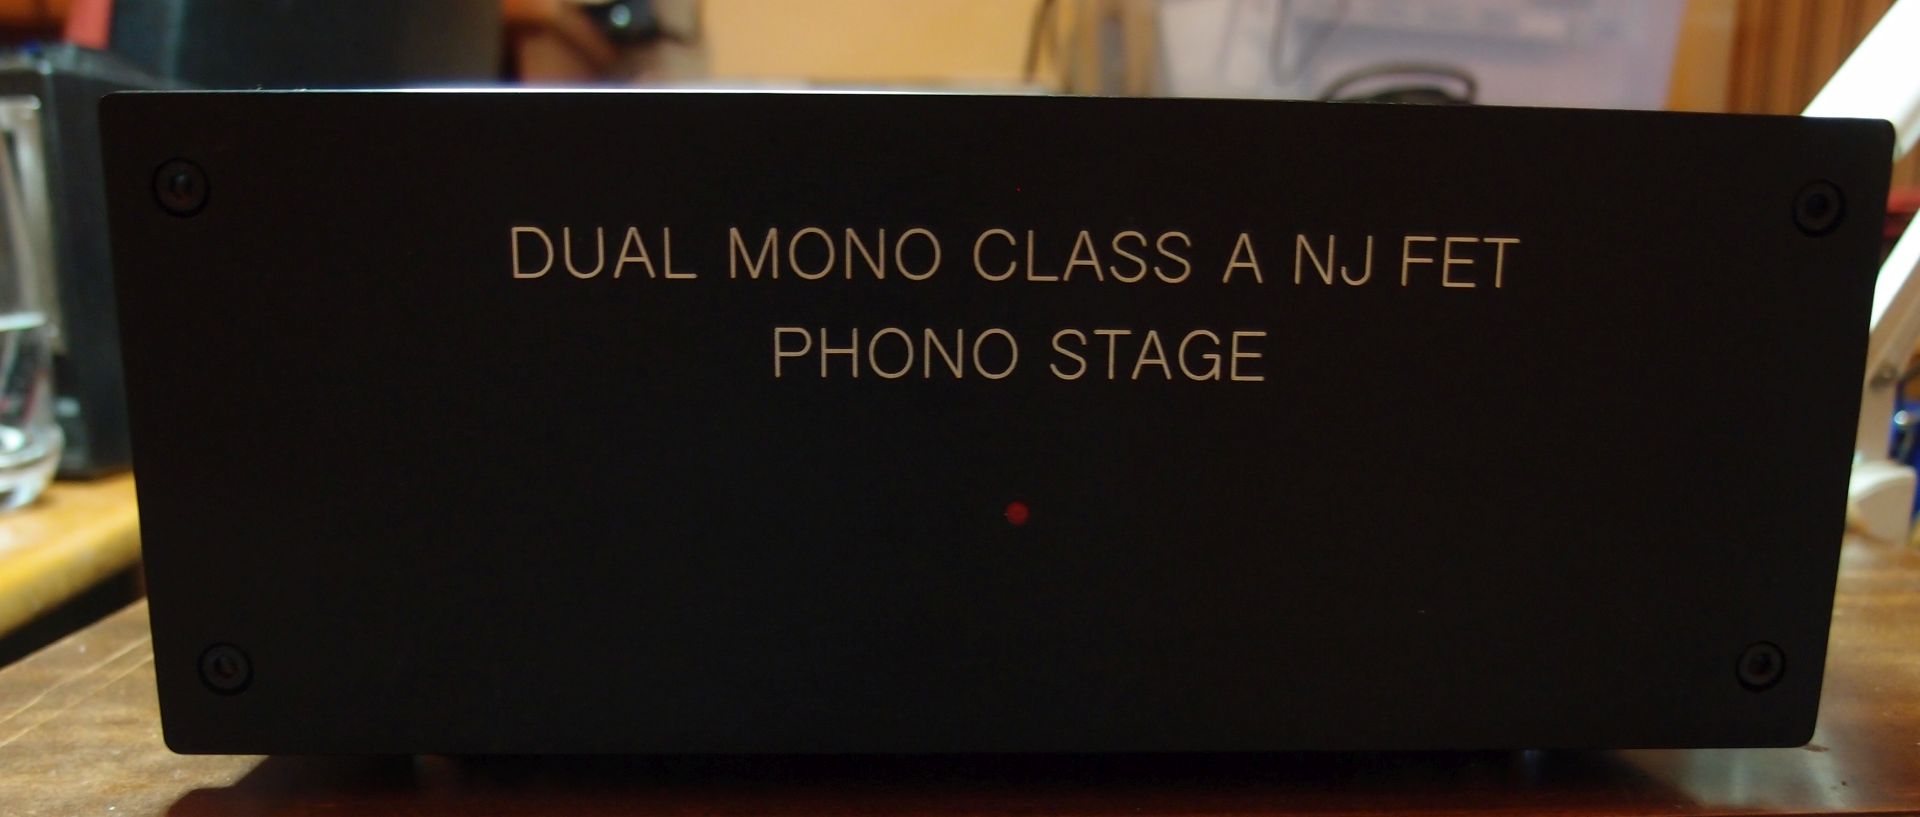 DUAL MONO CLASS A NJ FET
PHONO STAGE